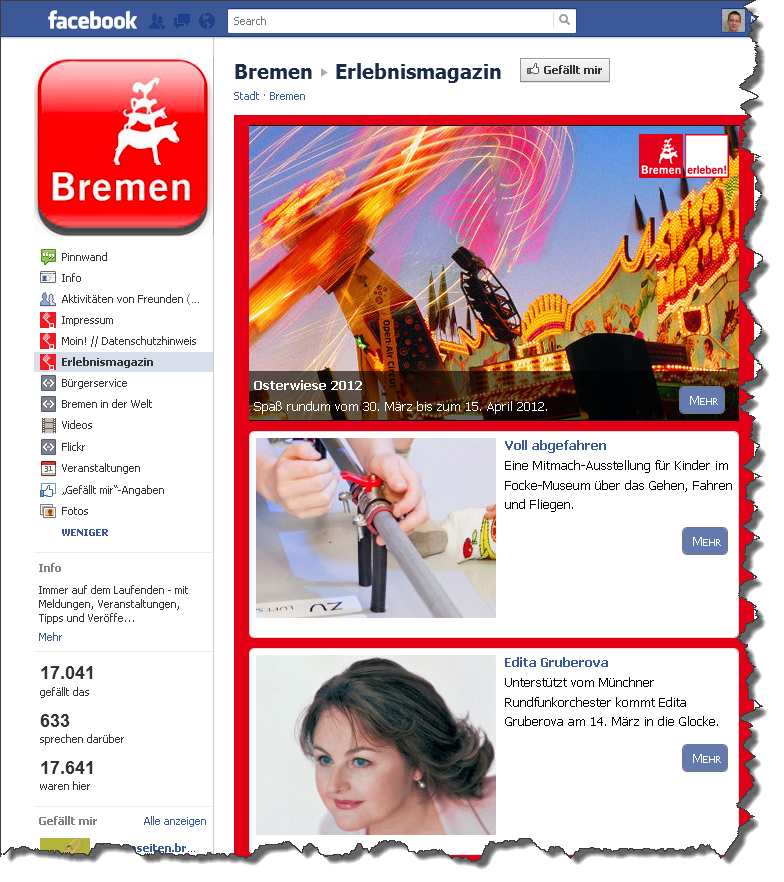 facebook
Search
Bremen
Bremen ▸ Erlebnismagazin
Gefällt mir
Stadt · Bremen
Pinnwand
Info
Aktivitäten von Freunden (...
Impressum
Moin! // Datenschutzhinweis
Erlebnismagazin
Bürgerservice
Bremen in der Welt
Videos
Flickr
31 Veranstaltungen
„Gefällt mir“-Angaben
Fotos
WENIGER
Info
Immer auf dem Laufenden - mit
Meldungen, Veranstaltungen,
Tipps und Veröffe...
Mehr
17.041
gefällt das
633
sprechen darüber
17.641
waren hier
Gefällt mir
Alle anzeigen
seiten.br...
Bremen erleben!
Open-Air
Osterwiese 2012
Spaß rundum vom 30. März bis zum 15. April 2012.
Mehr
Voll abgefahren
Eine Mitmach-Ausstellung für Kinder im
Focke-Museum über das Gehen, Fahren
und Fliegen.
Mehr
ZU
LUFT
Edita Gruberova
Unterstützt vom Münchner
Rundfunkorchester kommt Edita
Gruberova am 14. März in die Glocke.
Mehr